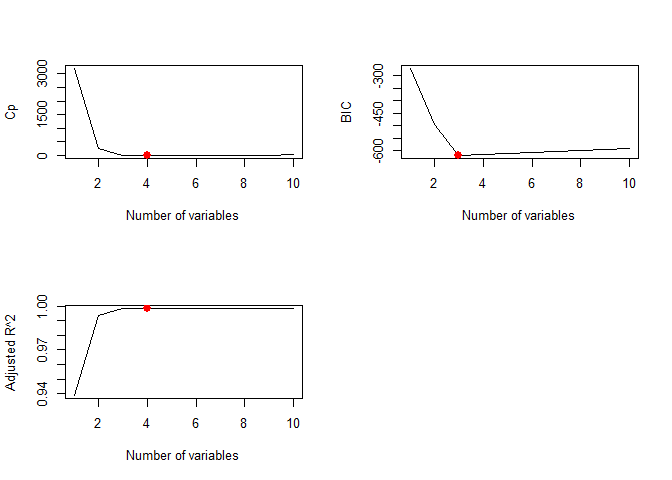 Cp
3000
1500
0
2 4 6 8 10
Number of variables
BIC
-300
-450
-600
2 4 6 8 10
Number of variables
Adjusted R^2
1.00
0.97
0.94
2 4 6 8 10
Number of variables